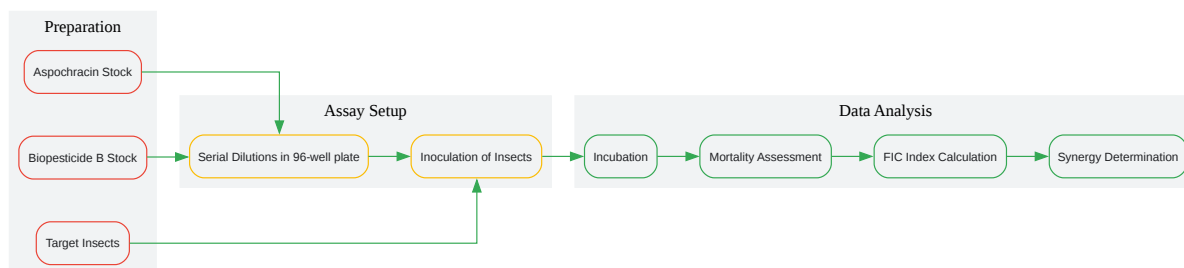 Preparation
Aspochracin Stock
Biopesticide B Stock
Target Insects
Assay Setup
Serial Dilutions in 96-well plate
Inoculation of Insects
Data Analysis
Incubation
Mortality Assessment
FIC Index Calculation
Synergy Determination